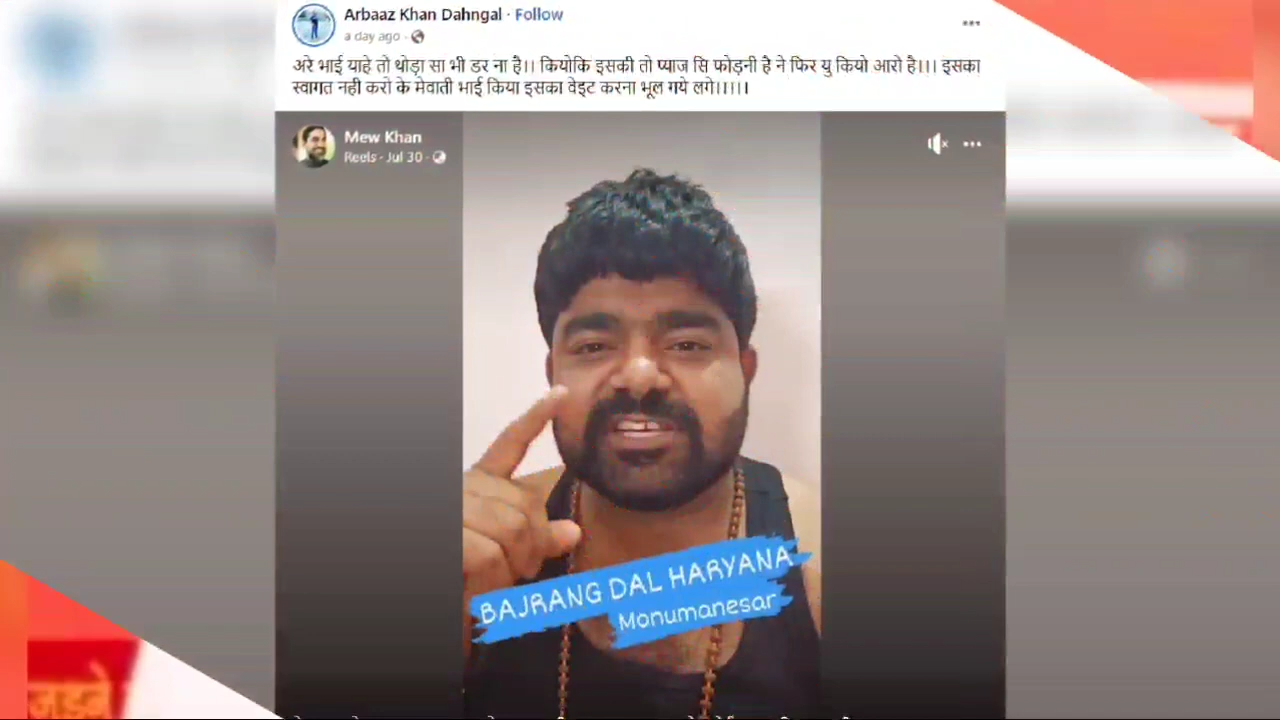 Arbaaz Khan Dahngal · Follow
a day ago ·
अरे भाई याहे तो थोड़ा सा भी डर ना है।। कियोकि इसकी तो प्याज सि फोड़नी है ने फिर यु कियो आरो है।।। इसका
स्वागत नही करो के मेवाती भाई किया इसका वेइट करना भूल गये लगे।।।।।
Mew Khan
Reels · Jul 30 ·
BAJRANG DAL HARYANA
Monumanesar